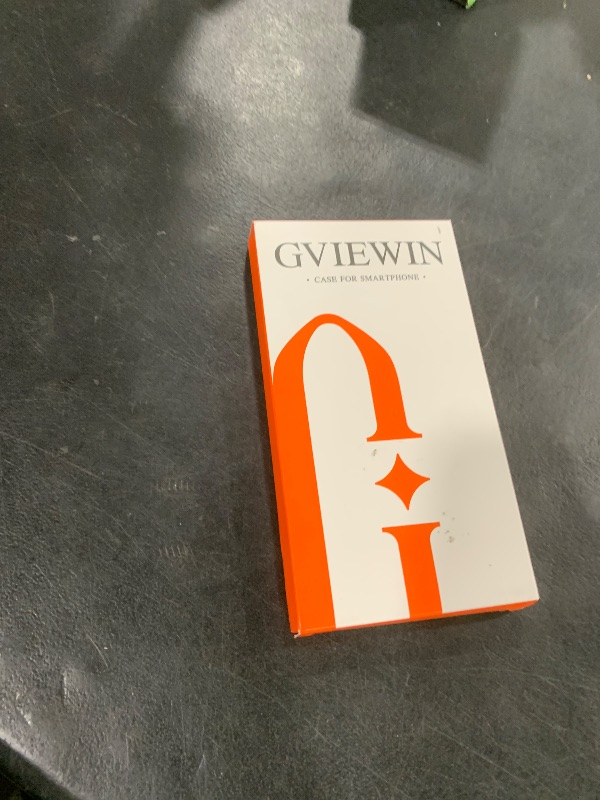 GVIEWIN
• CASE FOR SMARTPHONE •